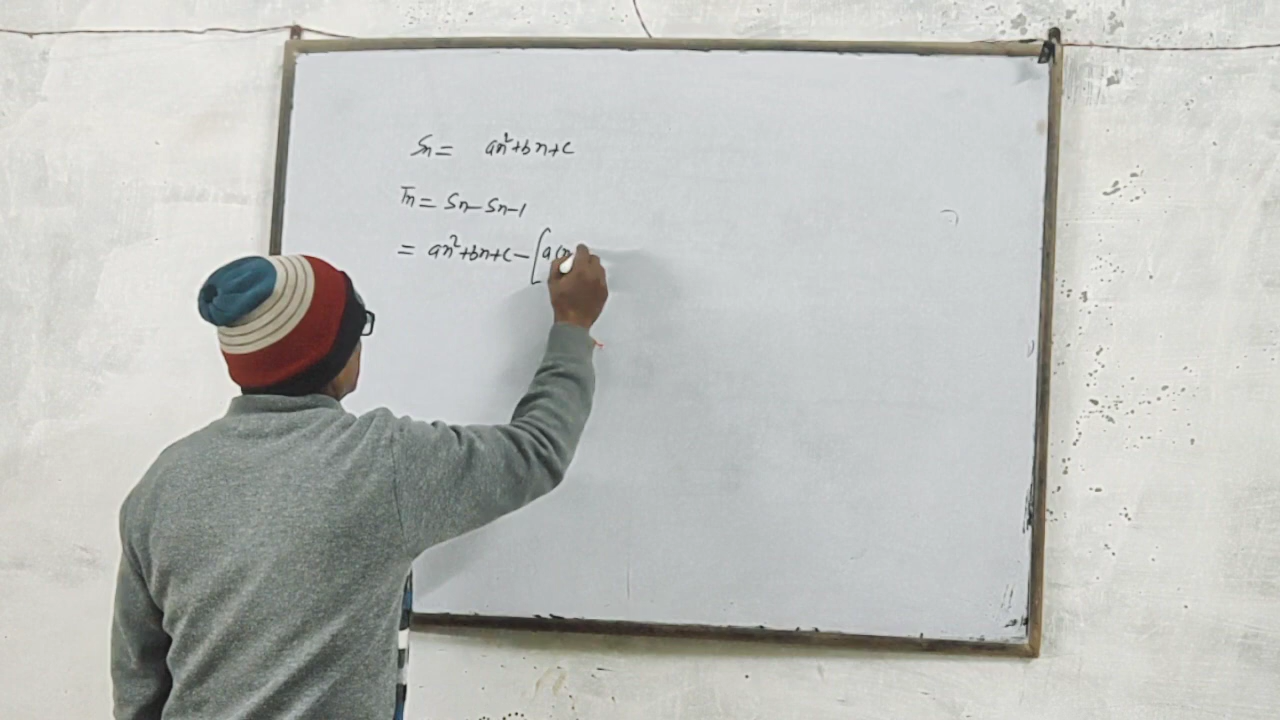 Sn = an²+bn+c
Tn = Sn-Sn-1
= an²+bn+c-[a(n